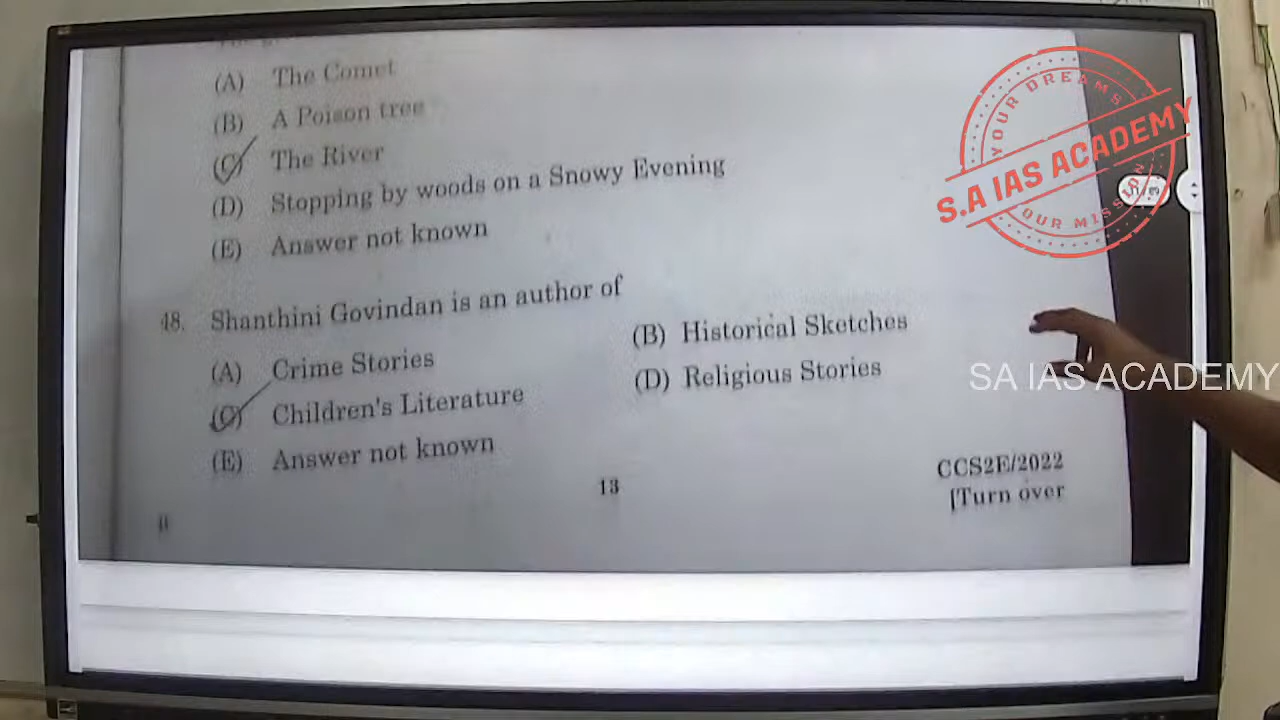 (A) The Comet
(B) A Poison tree
(C) The River
(D) Stopping by woods on a Snowy Evening
(E) Answer not known
48. Shanthini Govindan is an author of
(A) Crime Stories
(B) Historical Sketches
(C) Children's Literature
(D) Religious Stories
(E) Answer not known
13
CCS2E/2022
[Turn over
YOUR DREAMS
S.A IAS ACADEMY
OUR MISSION
SA IAS ACADEMY